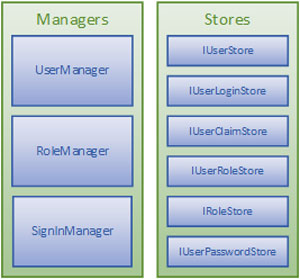 Managers
UserManager
RoleManager
SignInManager
Stores
IUserStore
IUserLoginStore
IUserClaimStore
IUserRoleStore
IRoleStore
IUserPasswordStore